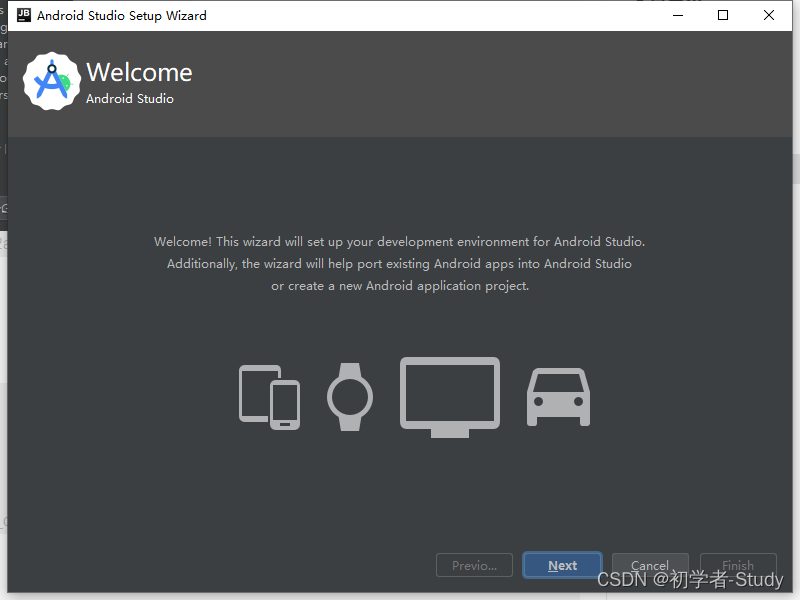 JB
Android Studio Setup Wizard
Welcome
Android Studio
Welcome! This wizard will set up your development environment for Android Studio.
Additionally, the wizard will help port existing Android apps into Android Studio
or create a new Android application project.
Previo...
Next
Cancel
Finish
CSDN @初学者-Study